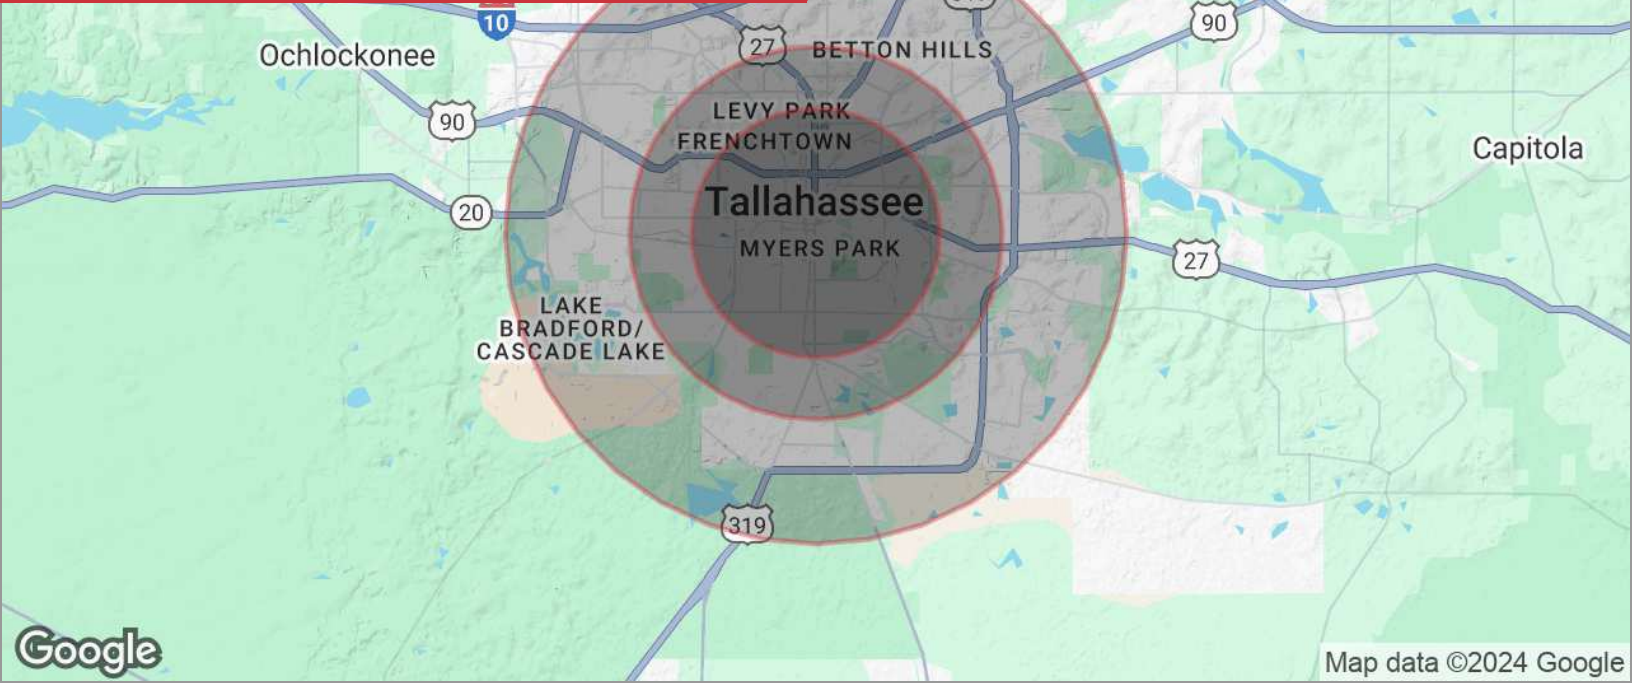 10
90
27
BETTON HILLS
Ochlockonee
LEVY PARK
90
FRENCHTOWN
Capitola
Tallahassee
20
MYERS PARK
27
LAKE
BRADFORD/
CASCADE LAKE
319
Google
Map data ©2024 Google